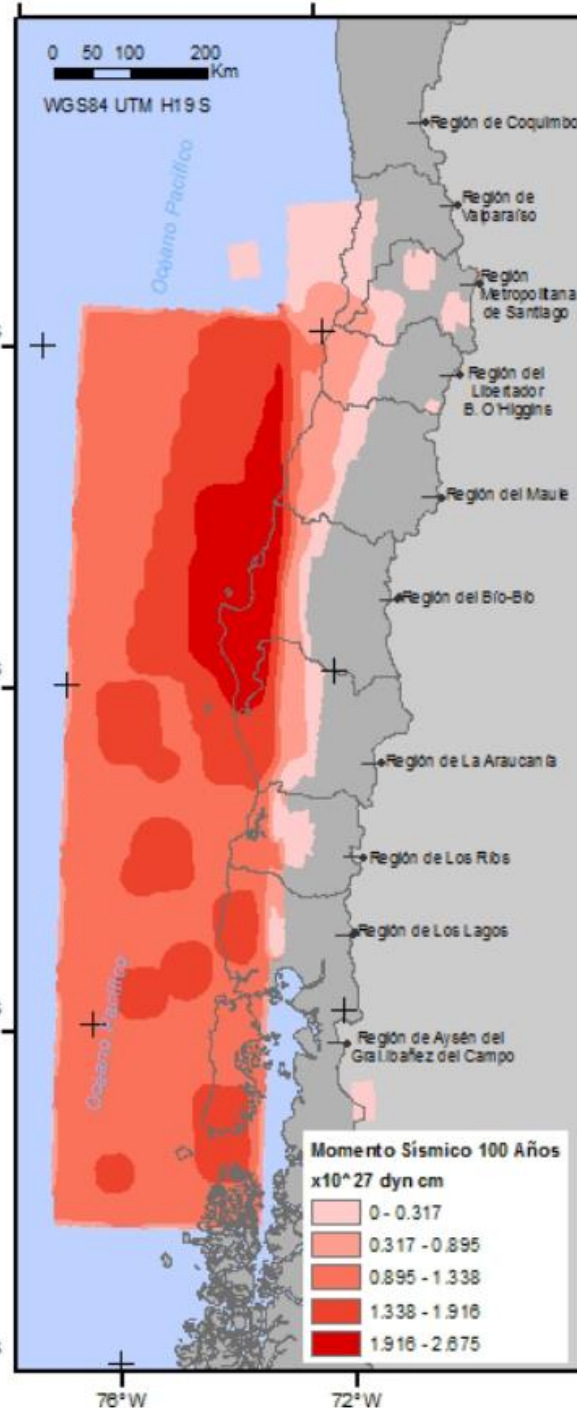 0 50 100 200
Km
WGS84 UTM H19 S
Oceano Pacifico
Región de Coquimbo
Región de
Valparaíso
Región
Metropolitana
de Santiago
Región del
Libertador
B. O'Higgins
Región del Maule
Región del Bío-Bío
Región de La Araucanía
Región de Los Ríos
Región de Los Lagos
Oceano Pacifico
Región de Aysén del
Gral.Ibañez del Campo
Momento Sísmico 100 Años
x10^27 dyn cm
0 - 0.317
0.317 - 0.895
0.895 - 1.338
1.338 - 1.916
1.916 - 2.675
76°W 72°W